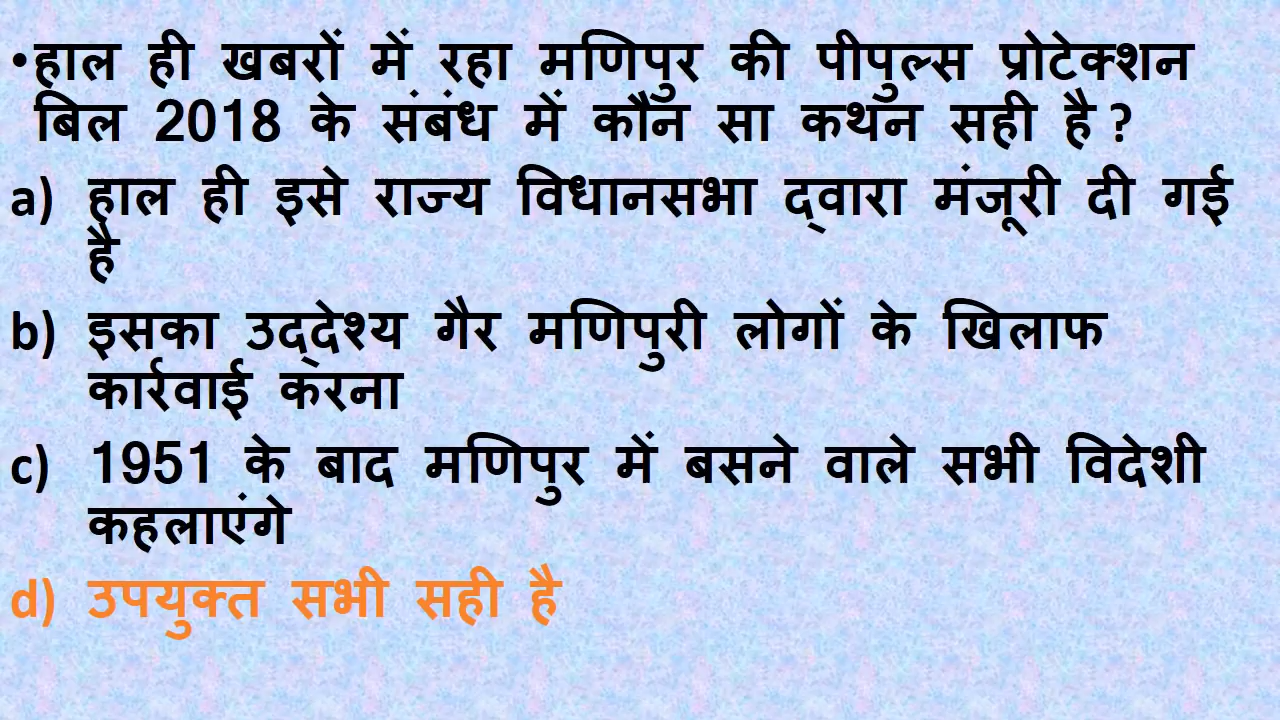 •हाल ही खबरों में रहा मणिपुर की पीपुल्स प्रोटेक्शन
बिल 2018 के संबंध में कौन सा कथन सही है ?
a) हाल ही इसे राज्य विधानसभा द्वारा मंजूरी दी गई
है
b) इसका उद्देश्य गैर मणिपुरी लोगों के खिलाफ
कार्रवाई करना
c) 1951 के बाद मणिपुर में बसने वाले सभी विदेशी
कहलाएंगे
d) उपयुक्त सभी सही है